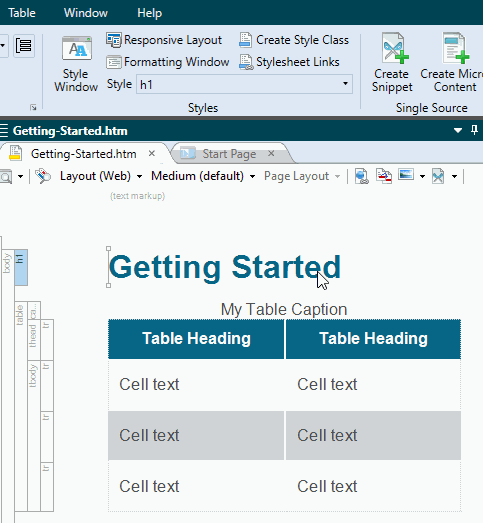 Table Window Help
Responsive Layout Create Style Class
Formatting Window Stylesheet Links
Style Window
Style h1
Create Snippet
Create Micro Content
Styles Single Source
Getting-Started.htm
Getting-Started.htm × Start Page ×
Layout (Web) Medium (default) Page Layout
(text markup)
body
h1
Getting Started
table
My Table Caption
ca...
thead
tr
Table Heading Table Heading
tbody
tr
Cell text Cell text
tr
Cell text Cell text
tr
Cell text Cell text